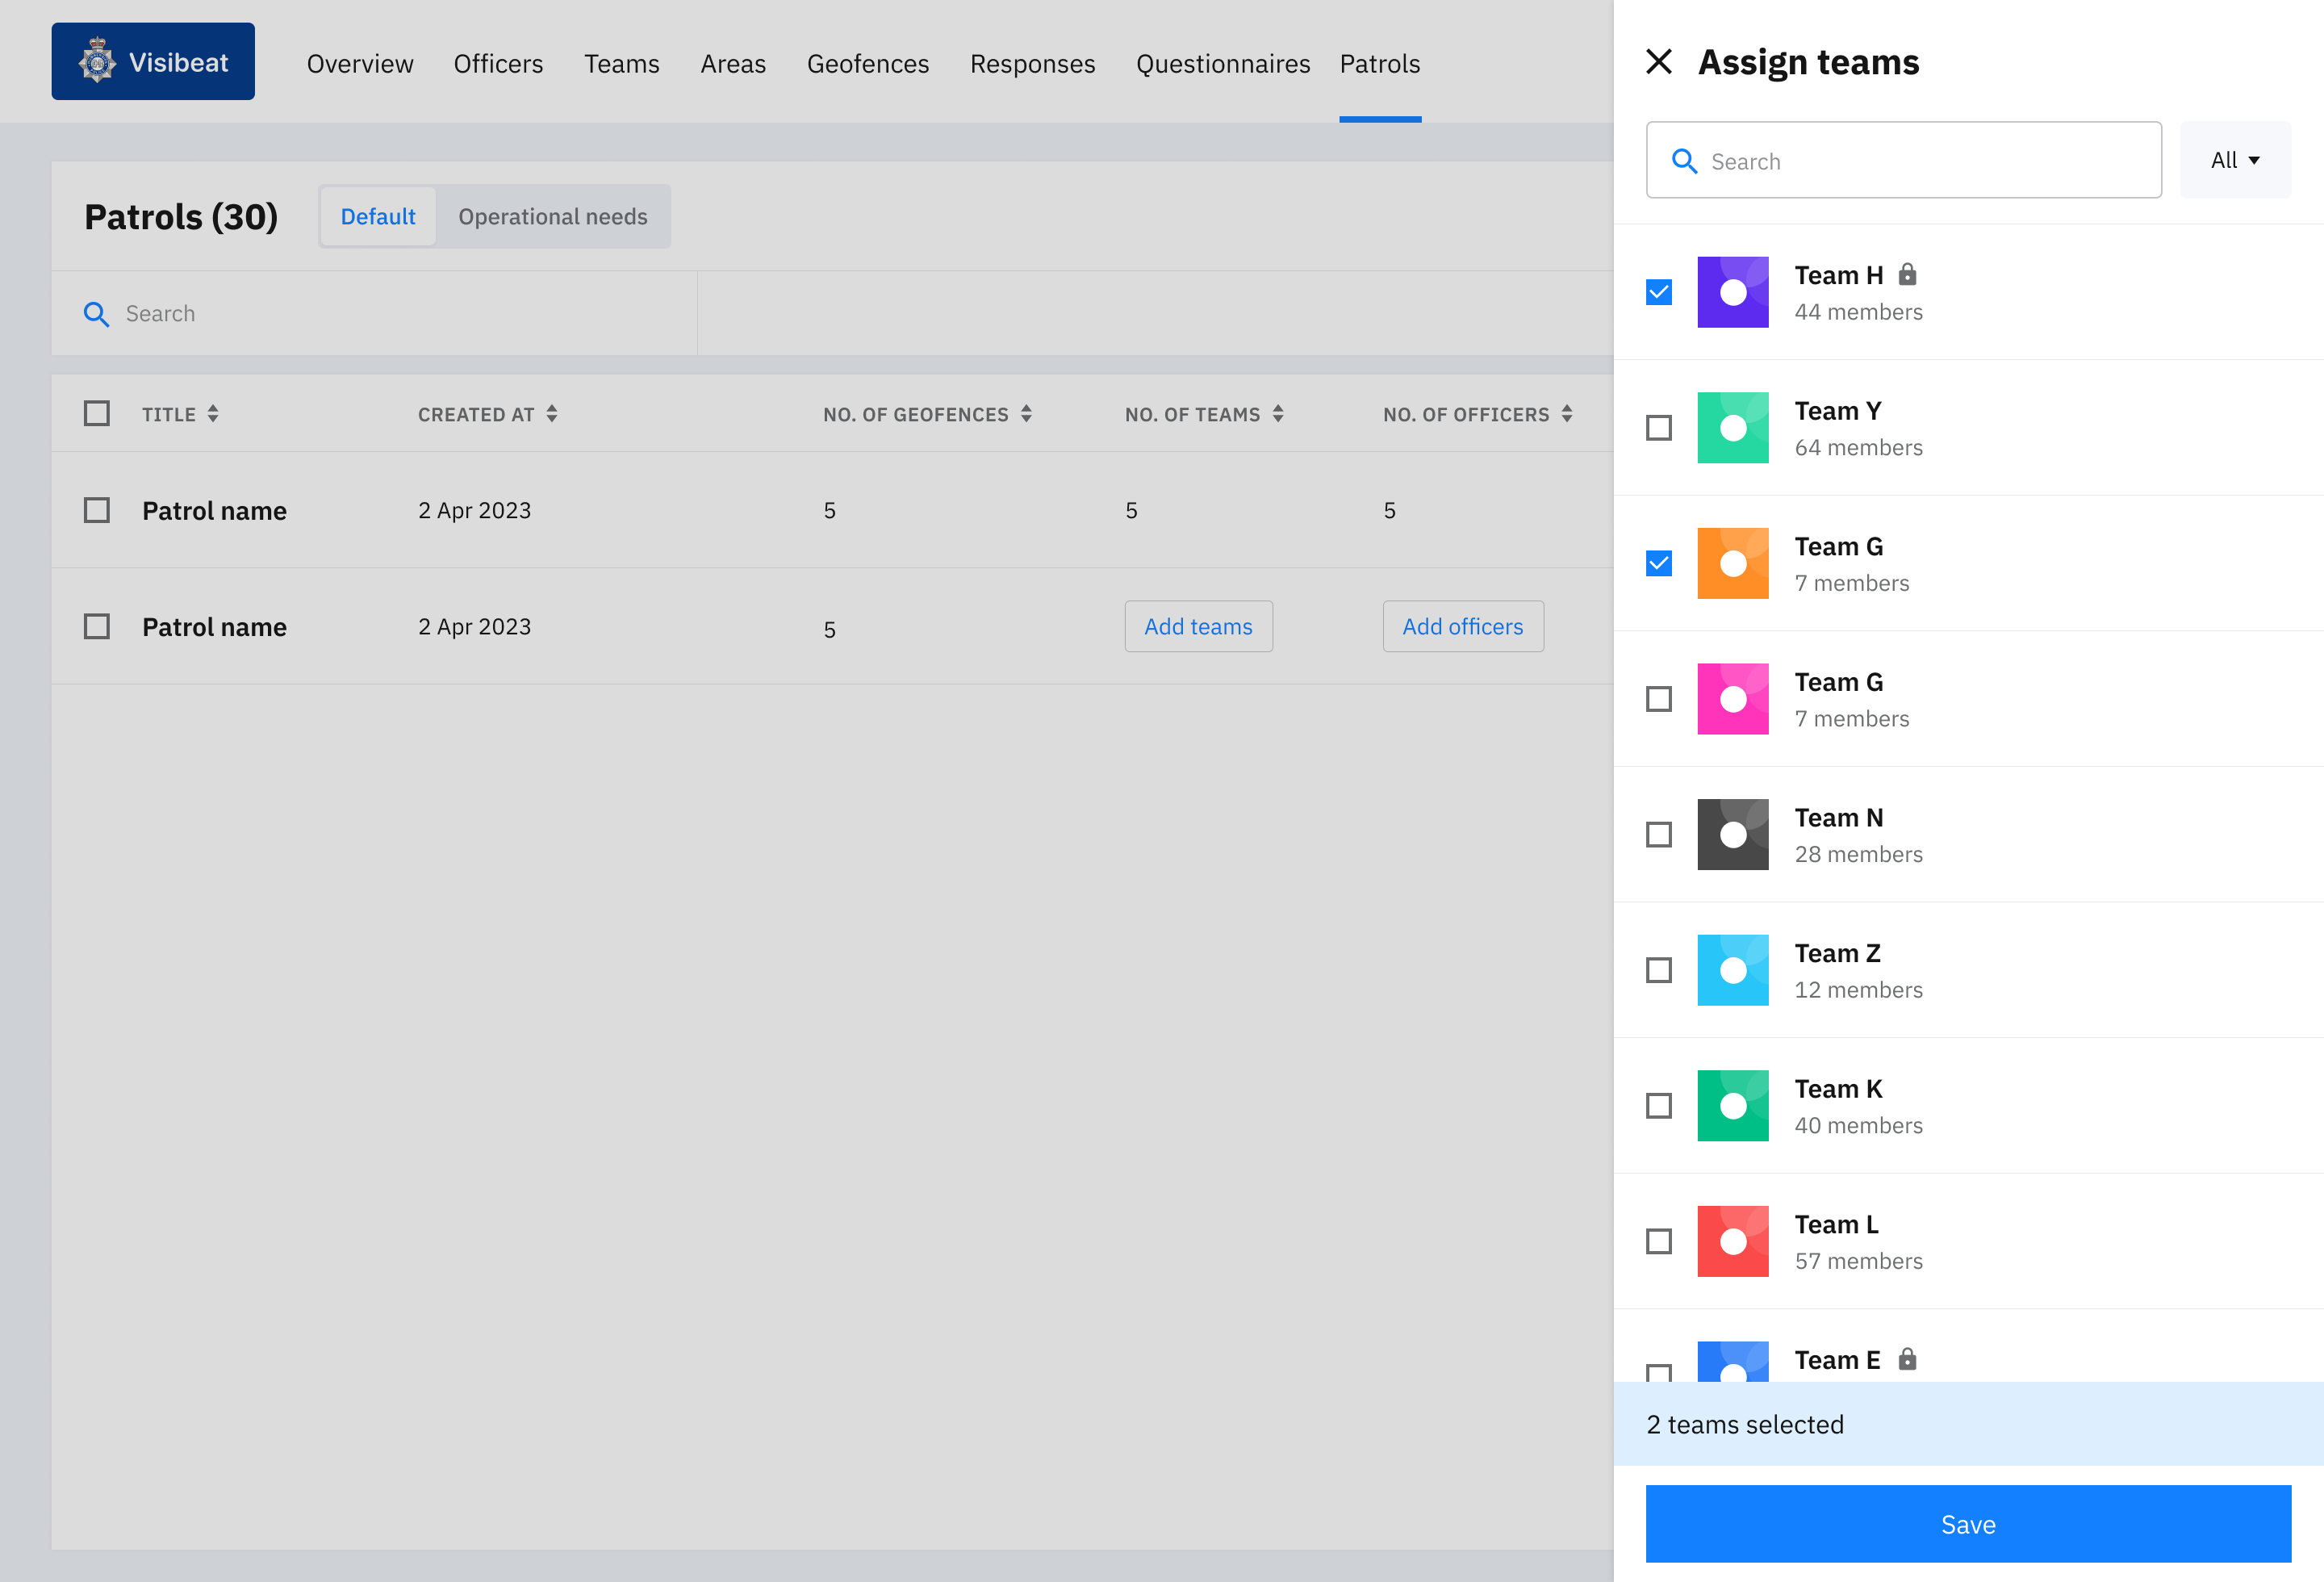 Visibeat
Overview Officers Teams Areas Geofences Responses Questionnaires Patrols
Patrols (30) Default Operational needs
Search
TITLE CREATED AT NO. OF GEOFENCES NO. OF TEAMS NO. OF OFFICERS
Patrol name 2 Apr 2023 5 5 5
Patrol name 2 Apr 2023 5 Add teams Add officers
Assign teams
Search All
Team H
44 members
Team Y
64 members
Team G
7 members
Team G
7 members
Team N
28 members
Team Z
12 members
Team K
40 members
Team L
57 members
Team E
2 teams selected
Save